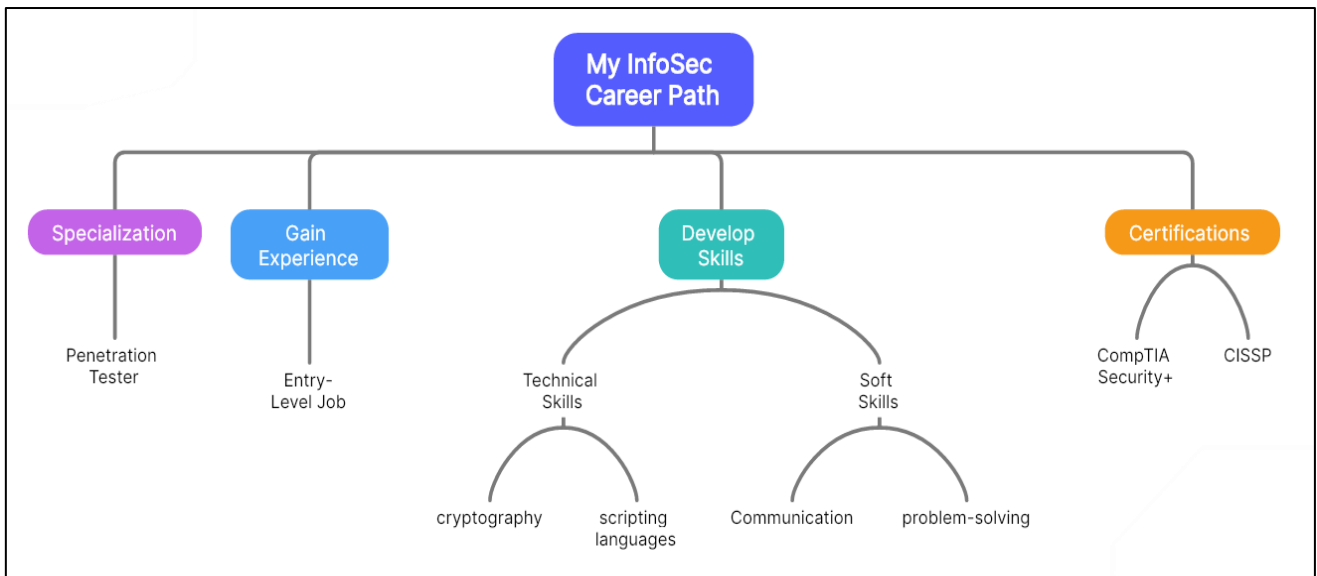 My InfoSec
Career Path
Specialization
Gain
Experience
Develop
Skills
Certifications
Penetration
Tester
Entry-
Level Job
Technical
Skills
Soft
Skills
CompTIA
Security+
CISSP
cryptography
scripting
languages
Communication
problem-solving